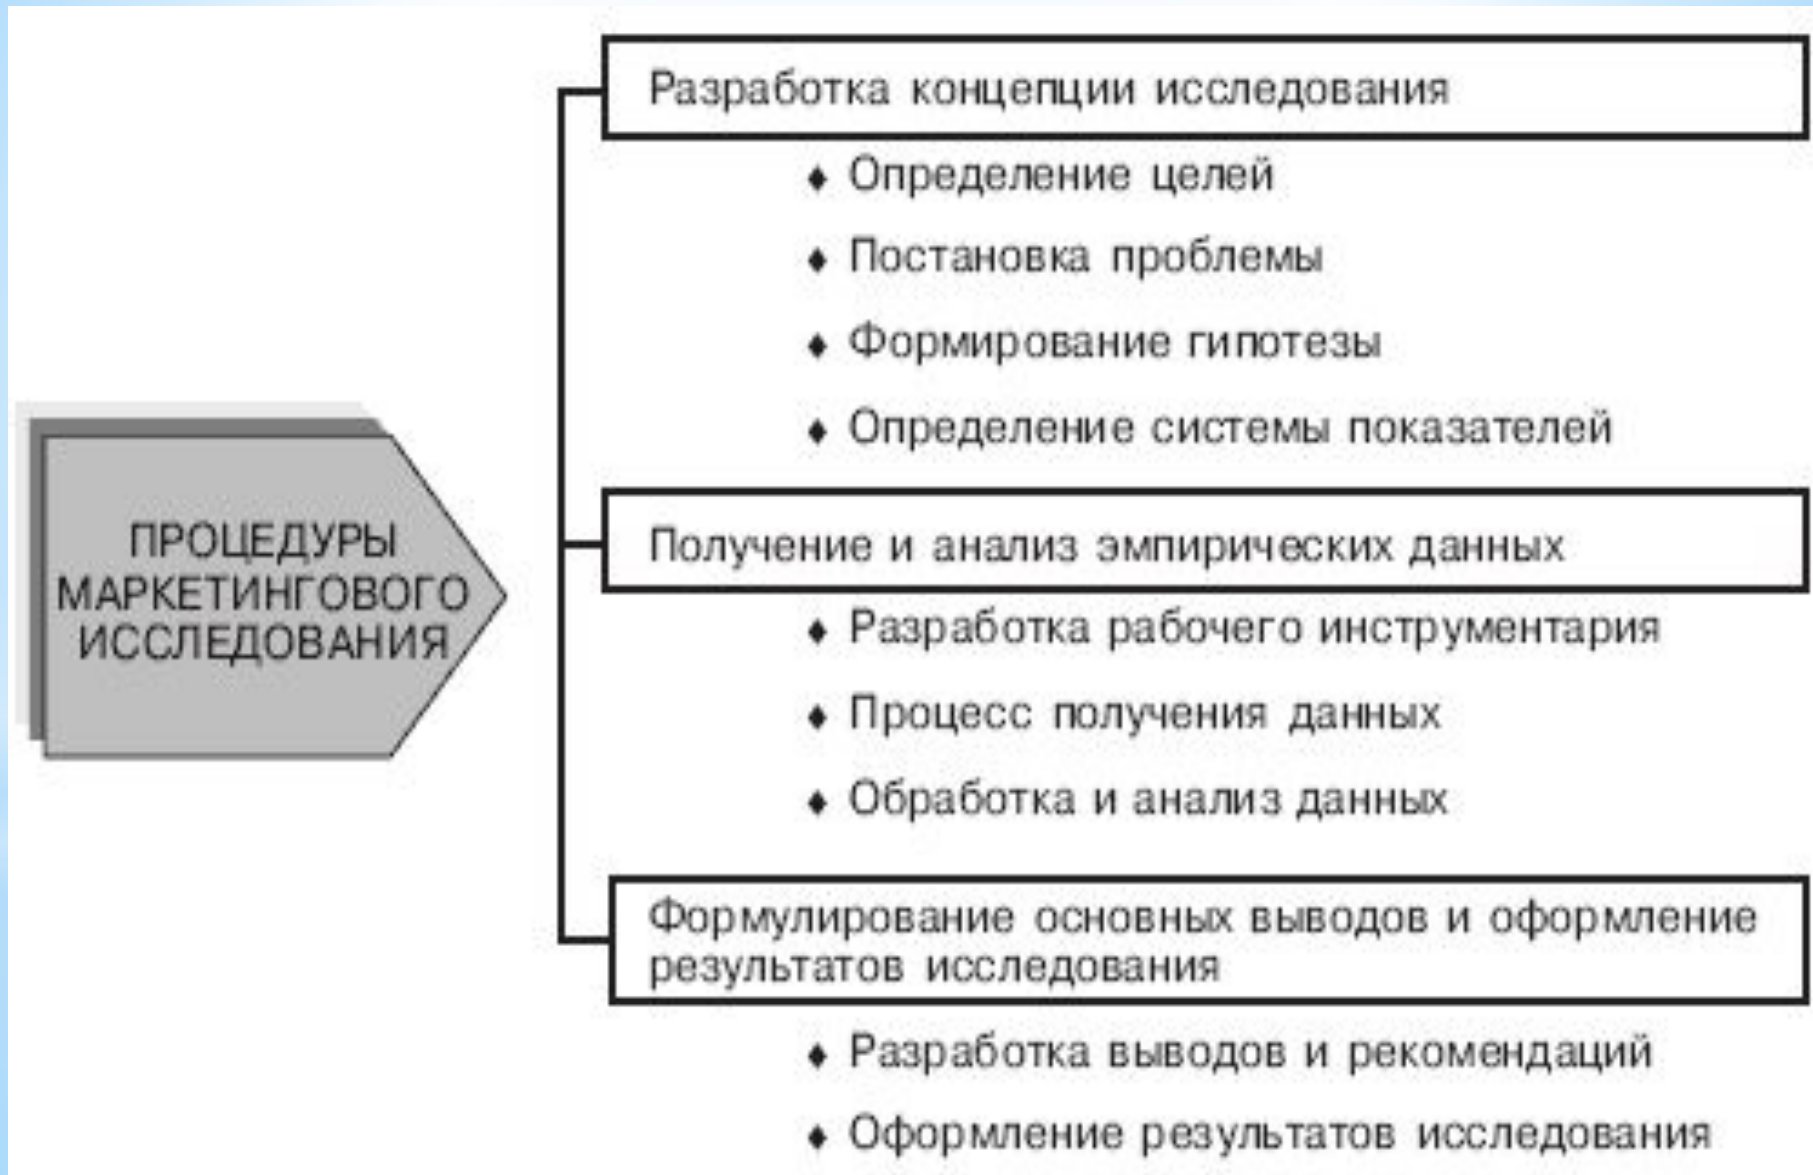 ПРОЦЕДУРЫ
МАРКЕТИНГОВОГО
ИССЛЕДОВАНИЯ
Разработка концепции исследования
♦ Определение целей
♦ Постановка проблемы
♦ Формирование гипотезы
♦ Определение системы показателей
Получение и анализ эмпирических данных
♦ Разработка рабочего инструментария
♦ Процесс получения данных
♦ Обработка и анализ данных
Формулирование основных выводов и оформление
результатов исследования
♦ Разработка выводов и рекомендаций
♦ Оформление результатов исследования